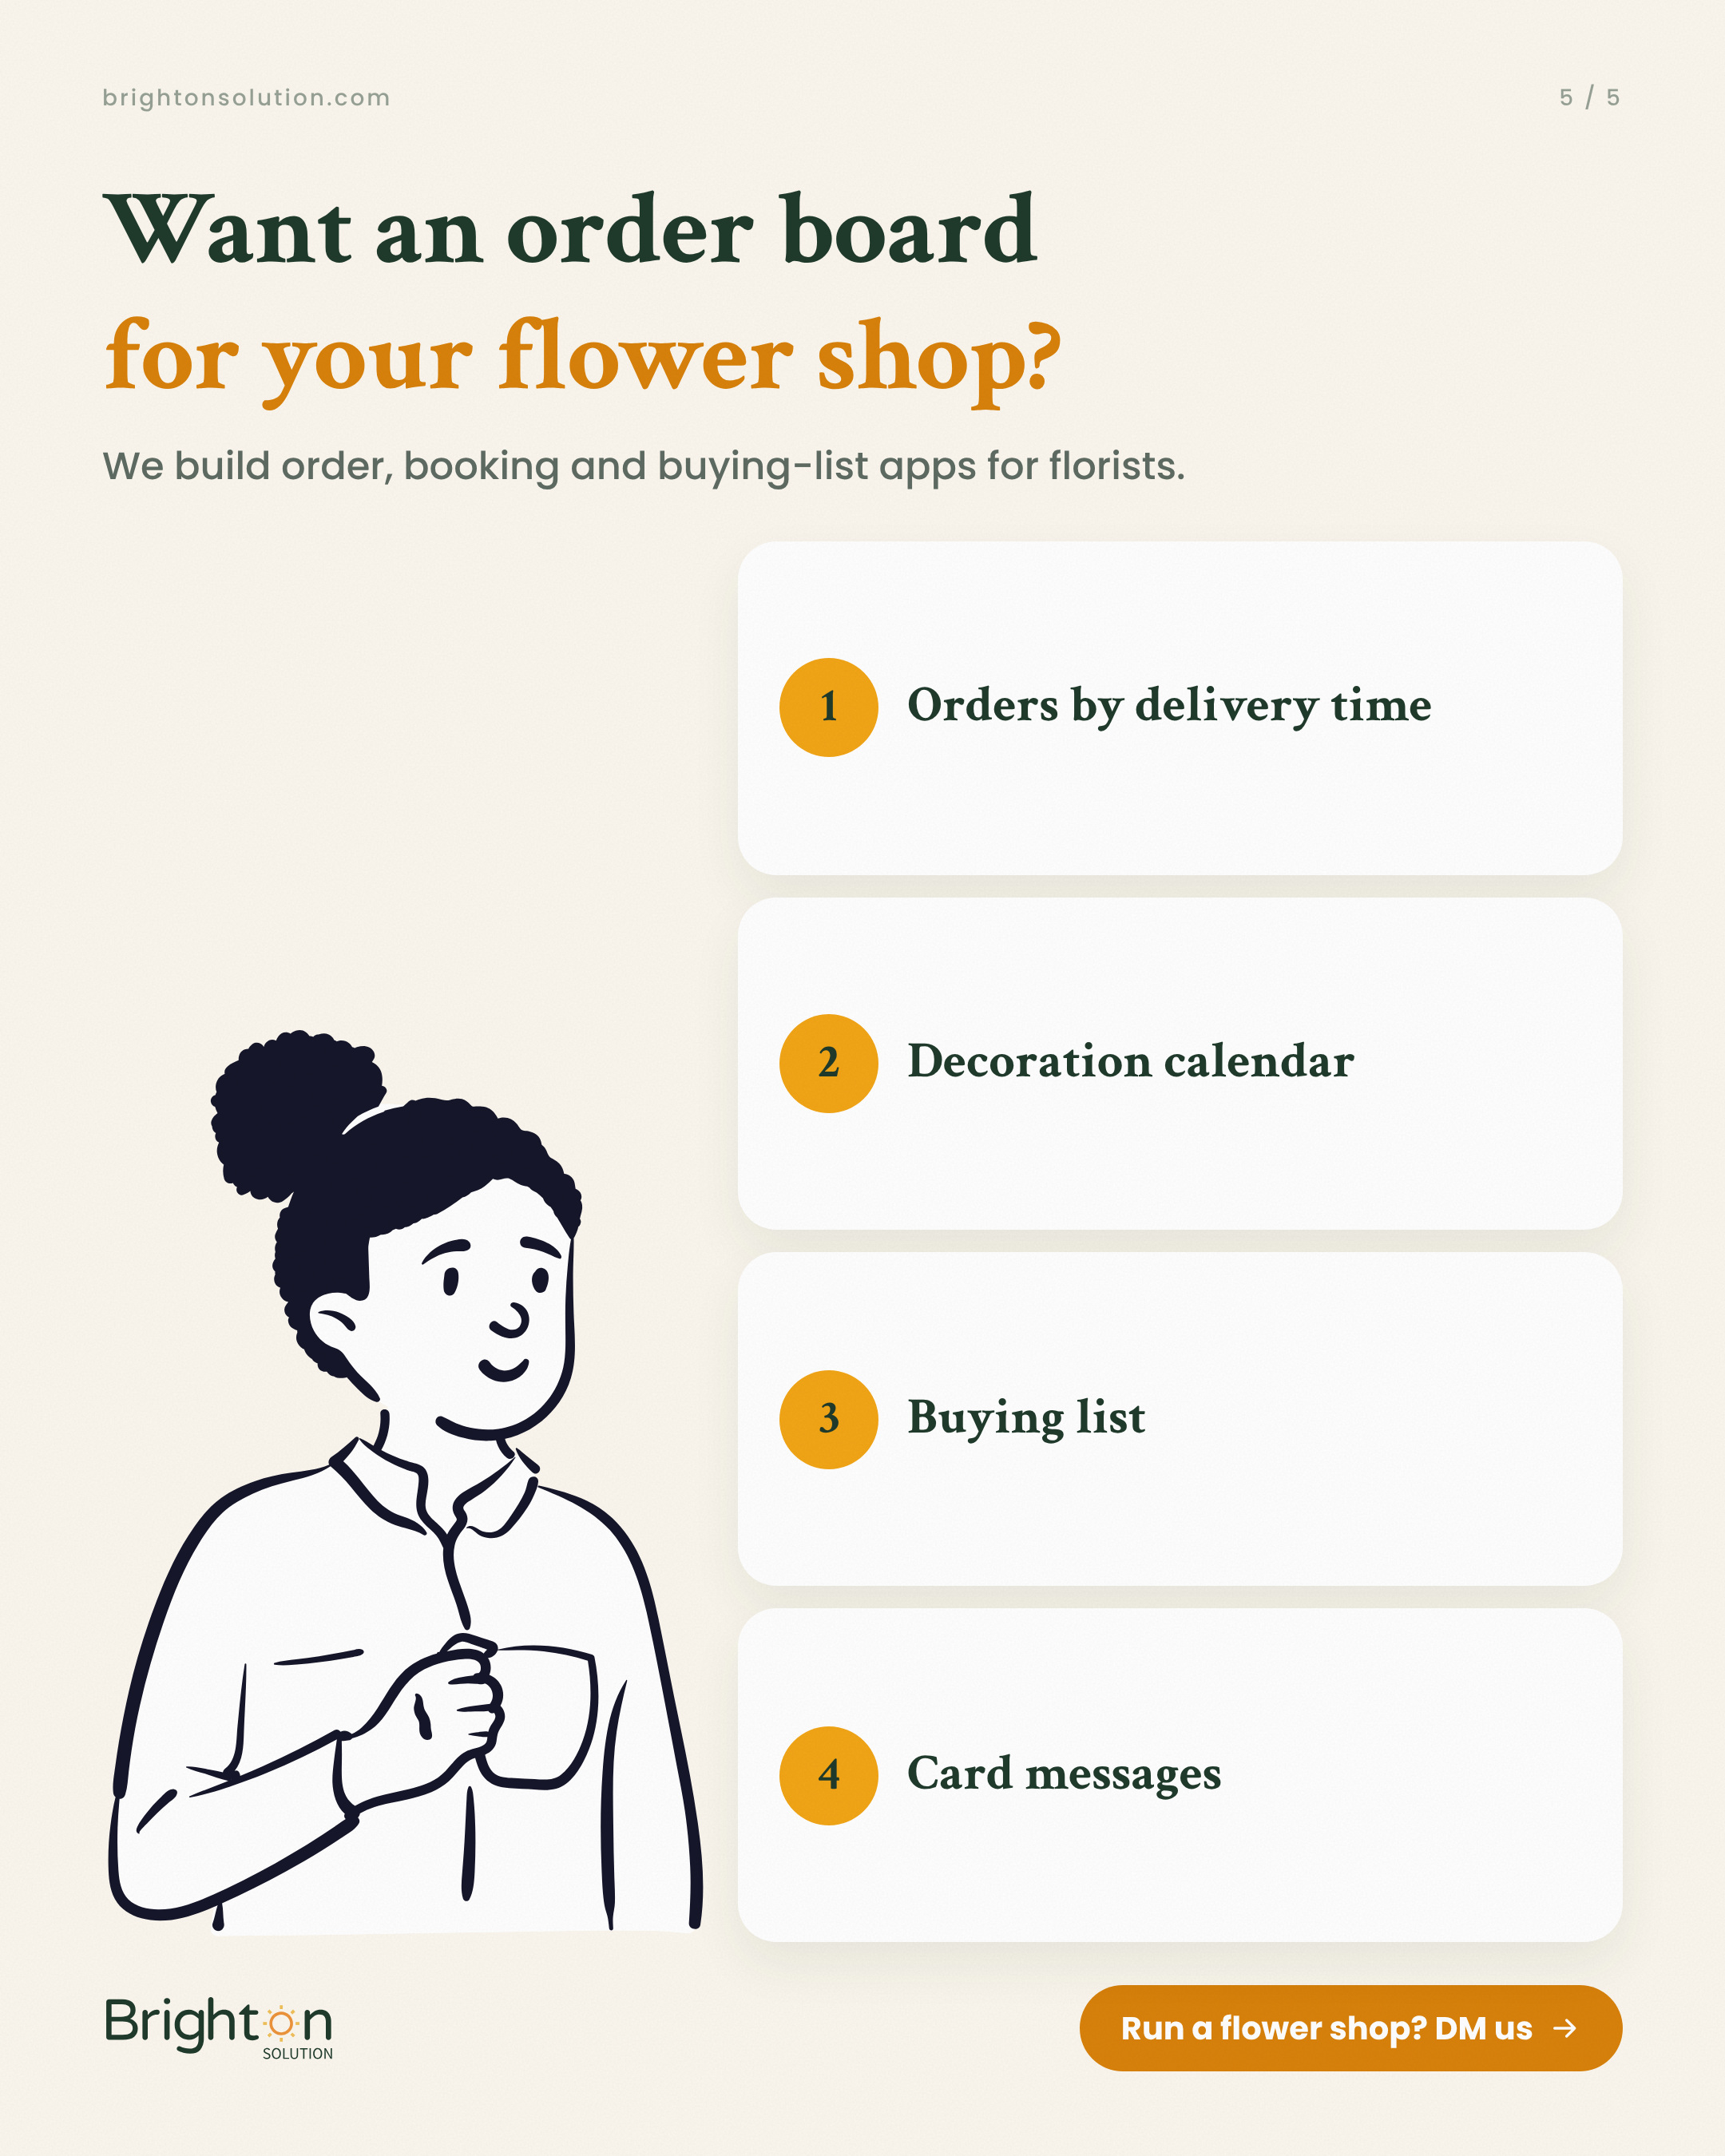 brightonsolution.com
5 / 5
Want an order board
for your flower shop?
We build order, booking and buying-list apps for florists.
1 Orders by delivery time
2 Decoration calendar
3 Buying list
4 Card messages
Brighton
SOLUTION
Run a flower shop? DM us →